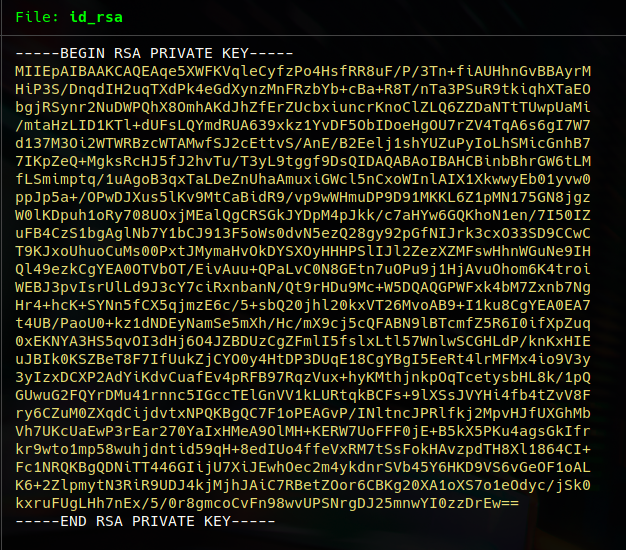 File: id_rsa
-----BEGIN RSA PRIVATE KEY-----
MIIEpAIBAAKCAQEAqe5XWFKVqleCyfzPo4HsfRR8uF/P/3Tn+fiAUHhnGvBBAyrM
HiP3S/DnqdIH2uqTXdPk4eGdXynzMnFRzbYb+cBa+R8T/nTa3PSuR9tkiqhXTaEO
bgjRSynr2NuDWPQhX8OmhAKdJhZfErZUcbxiuncrKnoClZLQ6ZZDaNTtTUwpUaMi
/mtaHzLID1KTl+dUFsLQYmdRUA639xkz1YvDF5ObIDoeHgOU7rZV4TqA6s6gI7W7
d137M3Oi2WTWRBzcWTAMwfSJ2cEttvS/AnE/B2Eelj1shYUZuPyIoLhSMicGnhB7
7IKpZeQ+MgksRcHJ5fJ2hvTu/T3yL9tggf9DsQIDAQABAoIBAHCBinbBhrGW6tLM
fLSmimptq/1uAgoB3qxTaLDeZnUhaAmuxiGWcl5nCxoWInlAIX1XkwwyEb01yvw0
ppJp5a+/OPwDJXus5lKv9MtCaBidR9/vp9wWHmuDP9D91MKKL6Z1pMN175GN8jgz
W0lKDpuh1oRy708UOxjMEalQgCRSGkJYDpM4pJkk/c7aHYw6GQKhoN1en/7I50IZ
uFB4CzS1bgAglNb7Y1bCJ913F5oWs0dvN5ezQ28gy92pGfNIJrk3cxO33SD9CCwC
T9KJxoUhuoCuMs00PxtJMymaHvOkDYSXOyHHHPSlIJl2ZezXZMFswHhnWGuNe9IH
Ql49ezkCgYEA0OTVbOT/EivAuu+QPaLvC0N8GEtn7uOPu9j1HjAvuOhom6K4troi
WEBJ3pvIsrUlLd9J3cY7ciRxnbanN/Qt9rHDu9Mc+W5DQAQGPWFxk4bM7Zxnb7Ng
Hr4+hcK+SYNn5fCX5qjmzE6c/5+sbQ20jhl20kxVT26MvoAB9+I1ku8CgYEA0EA7
t4UB/PaoU0+kz1dNDEyNamSe5mXh/Hc/mX9cj5cQFABN9lBTcmfZ5R6I0ifXpZuq
0xEKNYA3HS5qvOI3dHj6O4JZBDUzCgZFmlI5fslxLtl57WnlwSCGHLdP/knKxHIE
uJBIk0KSZBeT8F7IfUukZjCYO0y4HtDP3DUqE18CgYBgI5EeRt4lrMFMx4io9V3y
3yIzxDCXP2AdYiKdvCuafEv4pRFB97RqzVux+hyKMthjnkpOqTcetysbHL8k/1pQ
GUwuG2FQYrDMu41rnnc5IGccTElGnVV1kLURtqkBCFs+9lXSsJVYHi4fb4tZvV8F
ry6CZuM0ZXqdCijdvtxNPQKBgQC7F1oPEAGvP/INltncJPRlfkj2MpvHJfUXGhMb
Vh7UKcUaEwP3rEar270YaIxHMeA9OlMH+KERW7UoFFF0jE+B5kX5PKu4agsGkIfr
kr9wto1mp58wuhjdntid59qH+8edIUo4ffeVxRM7tSsFokHAvzpdTH8Xl1864CI+
Fc1NRQKBgQDNiTT446GIijU7XiJEwhOec2m4ykdnrSVb45Y6HKD9VS6vGeOF1oAL
K6+2ZlpmytN3RiR9UDJ4kjMjhJAiC7RBetZOor6CBKg20XA1oXS7o1eOdyc/jSk0
kxruFUgLHh7nEx/5/0r8gmcoCvFn98wvUPSNrgDJ25mnwYI0zzDrEw==
-----END RSA PRIVATE KEY-----